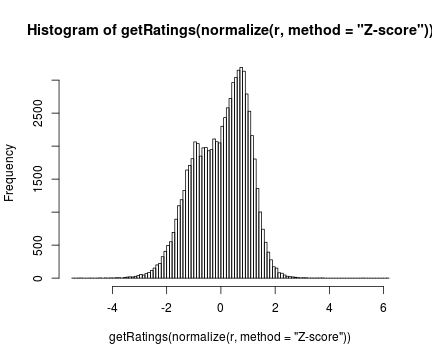 Histogram of getRatings(normalize(r, method = "Z-score"))
Frequency
2500
1500
500
0
-4 -2 0 2 4 6
getRatings(normalize(r, method = "Z-score"))